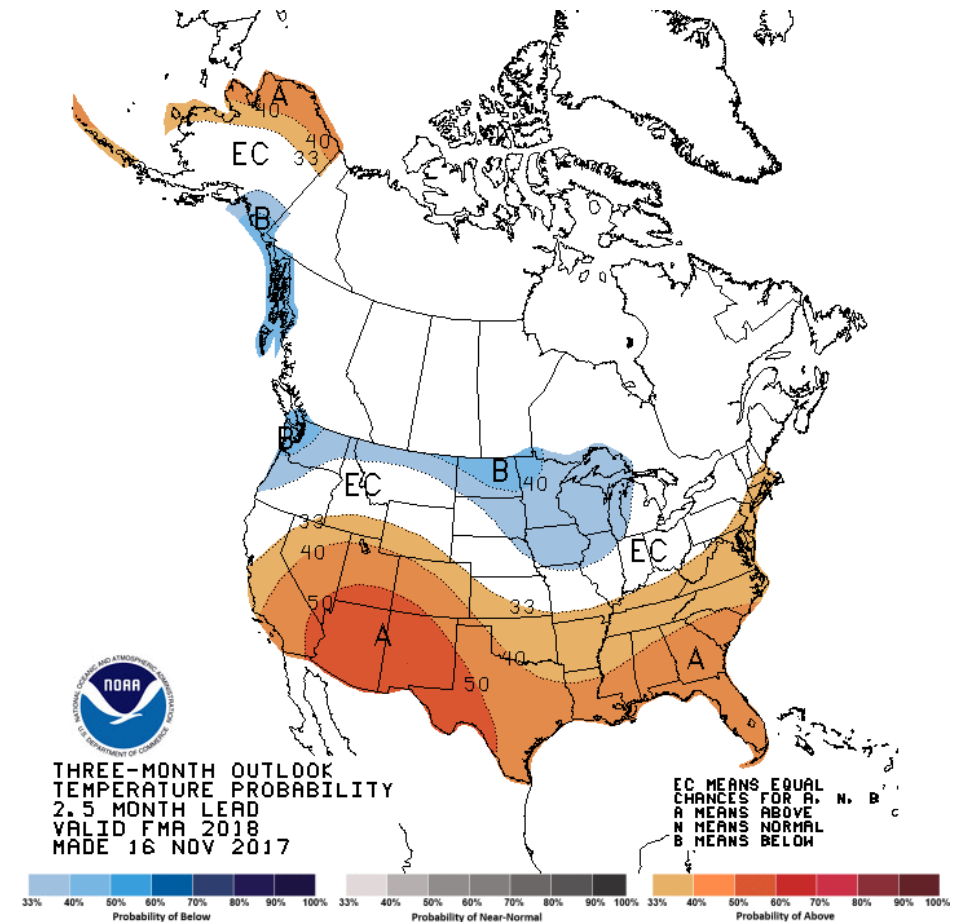 A
40
40
33
EC
B
B
B
40
EC
EC
33
40
50
33
A
40
50
A
A
NATIONAL OCEANIC AND ATMOSPHERIC ADMINISTRATION
NOAA
U.S. DEPARTMENT OF COMMERCE
THREE-MONTH OUTLOOK
TEMPERATURE PROBABILITY
2.5 MONTH LEAD
VALID FMA 2018
MADE 16 NOV 2017
EC MEANS EQUAL
CHANCES FOR A, N, B
A MEANS ABOVE
N MEANS NORMAL
B MEANS BELOW
33% 40% 50% 60% 70% 80% 90% 100%
Probability of Below
33% 40% 50% 60% 70% 80% 90% 100%
Probability of Near-Normal
33% 40% 50% 60% 70% 80% 90% 100%
Probability of Above